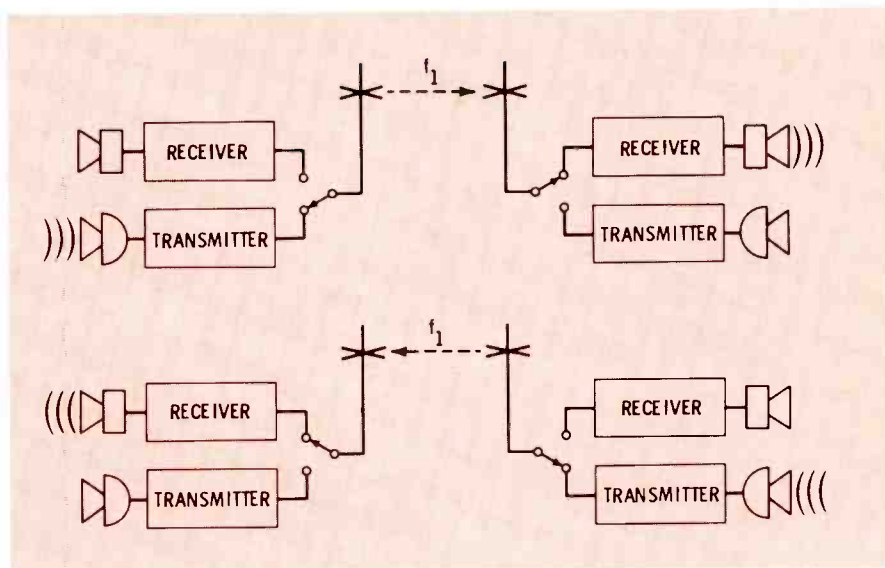 f1
RECEIVER
RECEIVER
TRANSMITTER
TRANSMITTER
f1
RECEIVER
RECEIVER
TRANSMITTER
TRANSMITTER